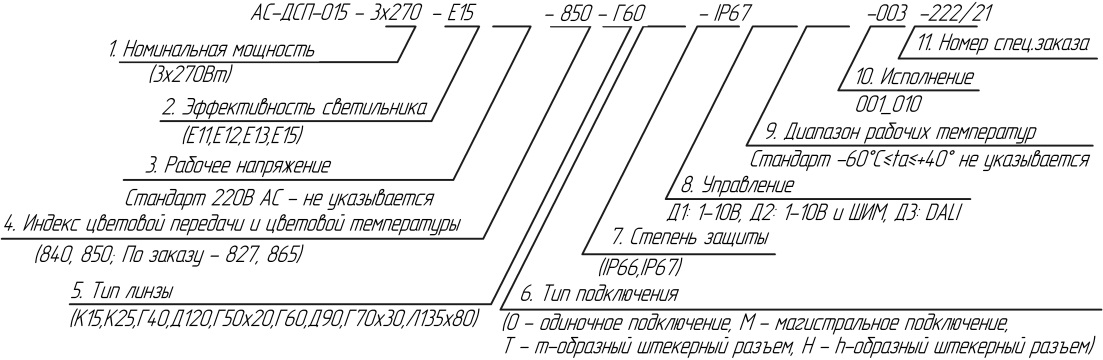 АС-ДСП-015 - 3х270 - Е15 - 850 - Г60 - IP67 -003 -222/21
1. Номинальная мощность
(3х270Вт)
2. Эффективность светильника
(Е11,Е12,Е13,Е15)
3. Рабочее напряжение
Стандарт 220В АС - не указывается
4. Индекс цветовой передачи и цветовой температуры
(840, 850; По заказу - 827, 865)
5. Тип линзы
(К15,К25,Г40,Д120,Г50х20,Г60,Д90,Г70х30,Л135х80)
11. Номер спец.заказа
10. Исполнение
001_010
9. Диапазон рабочих температур
Стандарт -60°С≤ta≤+40° не указывается
8. Управление
Д1: 1-10В, Д2: 1-10В и ШИМ, Д3: DALI
7. Степень защиты
(IP66,IP67)
6. Тип подключения
(О - одиночное подключение, М - магистральное подключение,
Т - т-образный штекерный разъем, Н - h-образный штекерный разъем)